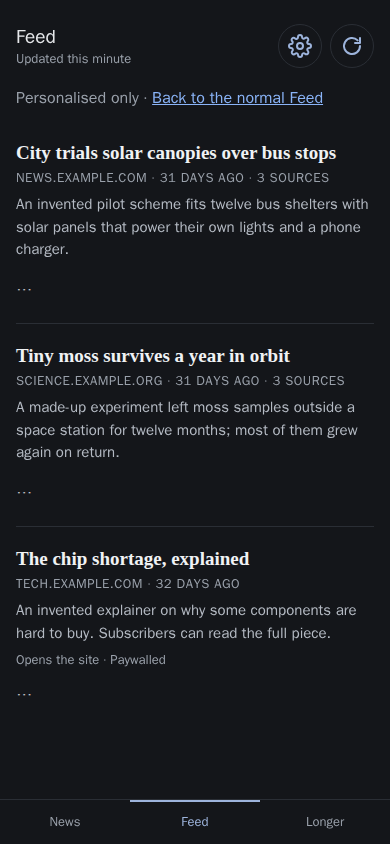 Feed
Updated this minute
Personalised only · Back to the normal Feed
City trials solar canopies over bus stops
NEWS.EXAMPLE.COM · 31 DAYS AGO · 3 SOURCES
An invented pilot scheme fits twelve bus shelters with
solar panels that power their own lights and a phone
charger.
...
Tiny moss survives a year in orbit
SCIENCE.EXAMPLE.ORG · 31 DAYS AGO · 3 SOURCES
A made-up experiment left moss samples outside a
space station for twelve months; most of them grew
again on return.
...
The chip shortage, explained
TECH.EXAMPLE.COM · 32 DAYS AGO
An invented explainer on why some components are
hard to buy. Subscribers can read the full piece.
Opens the site · Paywalled
...
News Feed Longer